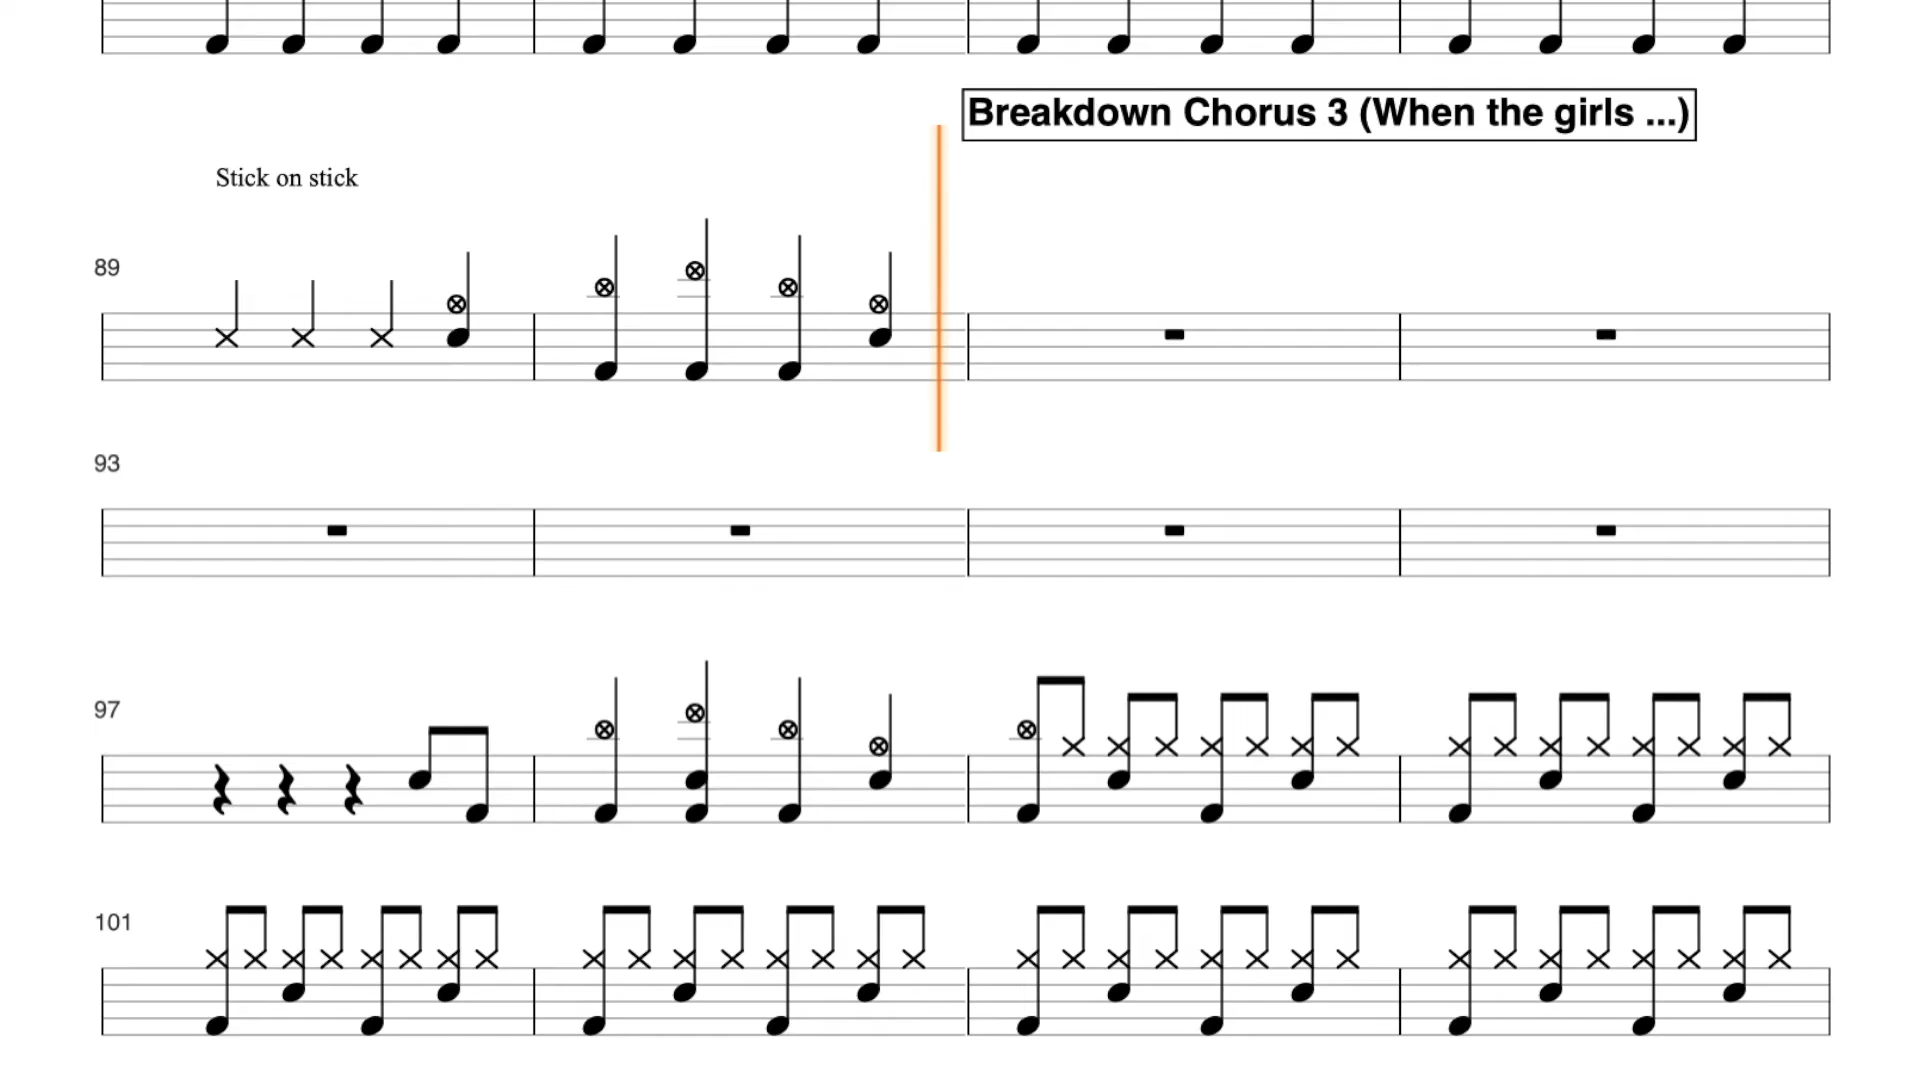 Breakdown Chorus 3 (When the girls ...)
Stick on stick
89
93
97
101